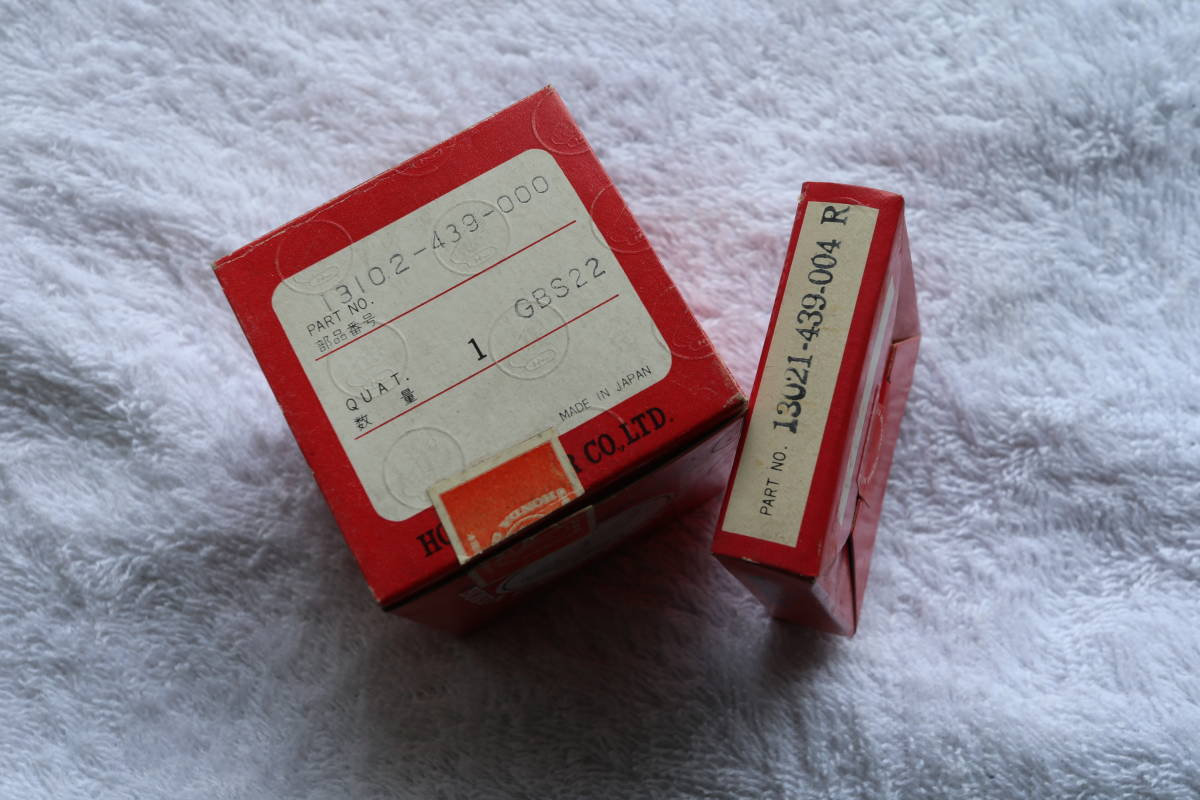 13102-439-000
PART NO.
部品番号
GBS22
1
QUAT.
数 量
MADE IN JAPAN
CO.,LTD.
HONDA
PART NO. 13021-439-004 R